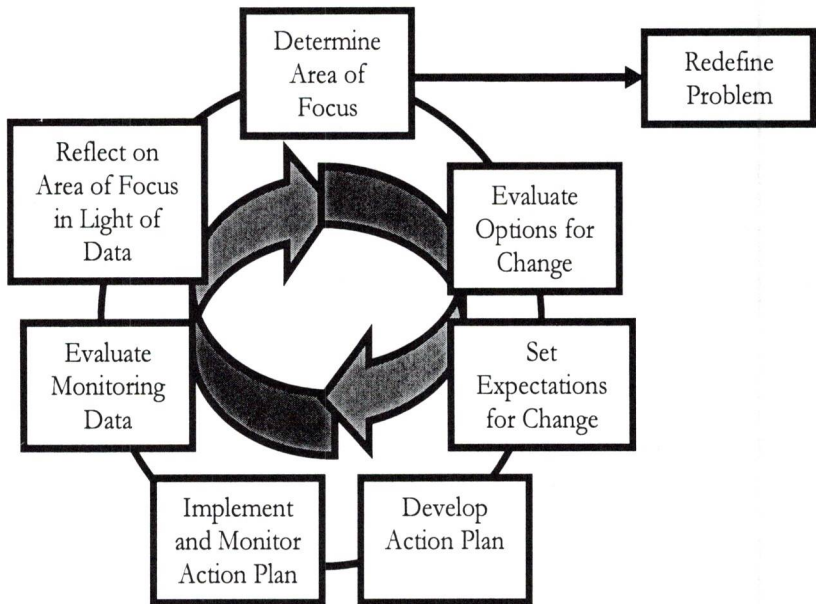 Determine
Area of
Focus
Redefine
Problem
Evaluate
Options for
Change
Set
Expectations
for Change
Develop
Action Plan
Implement
and Monitor
Action Plan
Evaluate
Monitoring
Data
Reflect on
Area of Focus
in Light of
Data